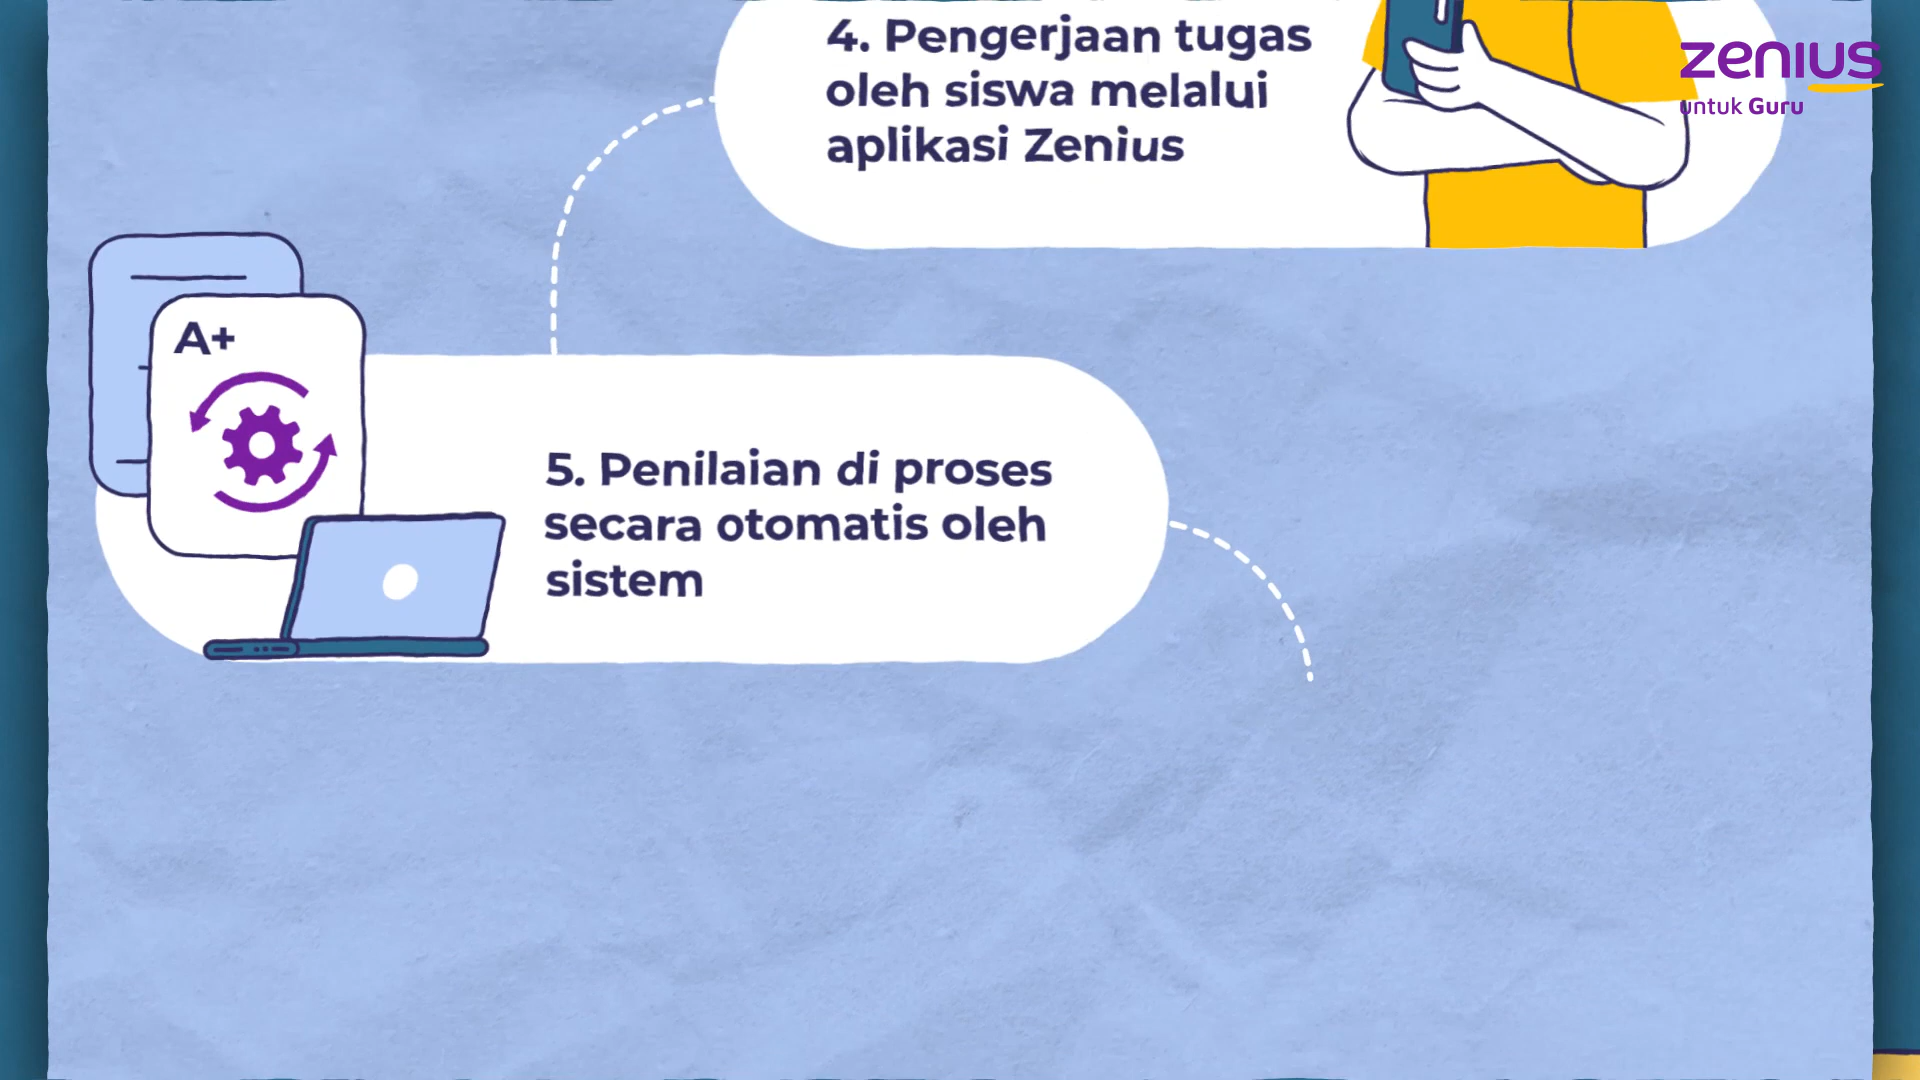 4. Pengerjaan tugas
oleh siswa melalui
aplikasi Zenius
zenius
untuk Guru
A+
5. Penilaian di proses
secara otomatis oleh
sistem